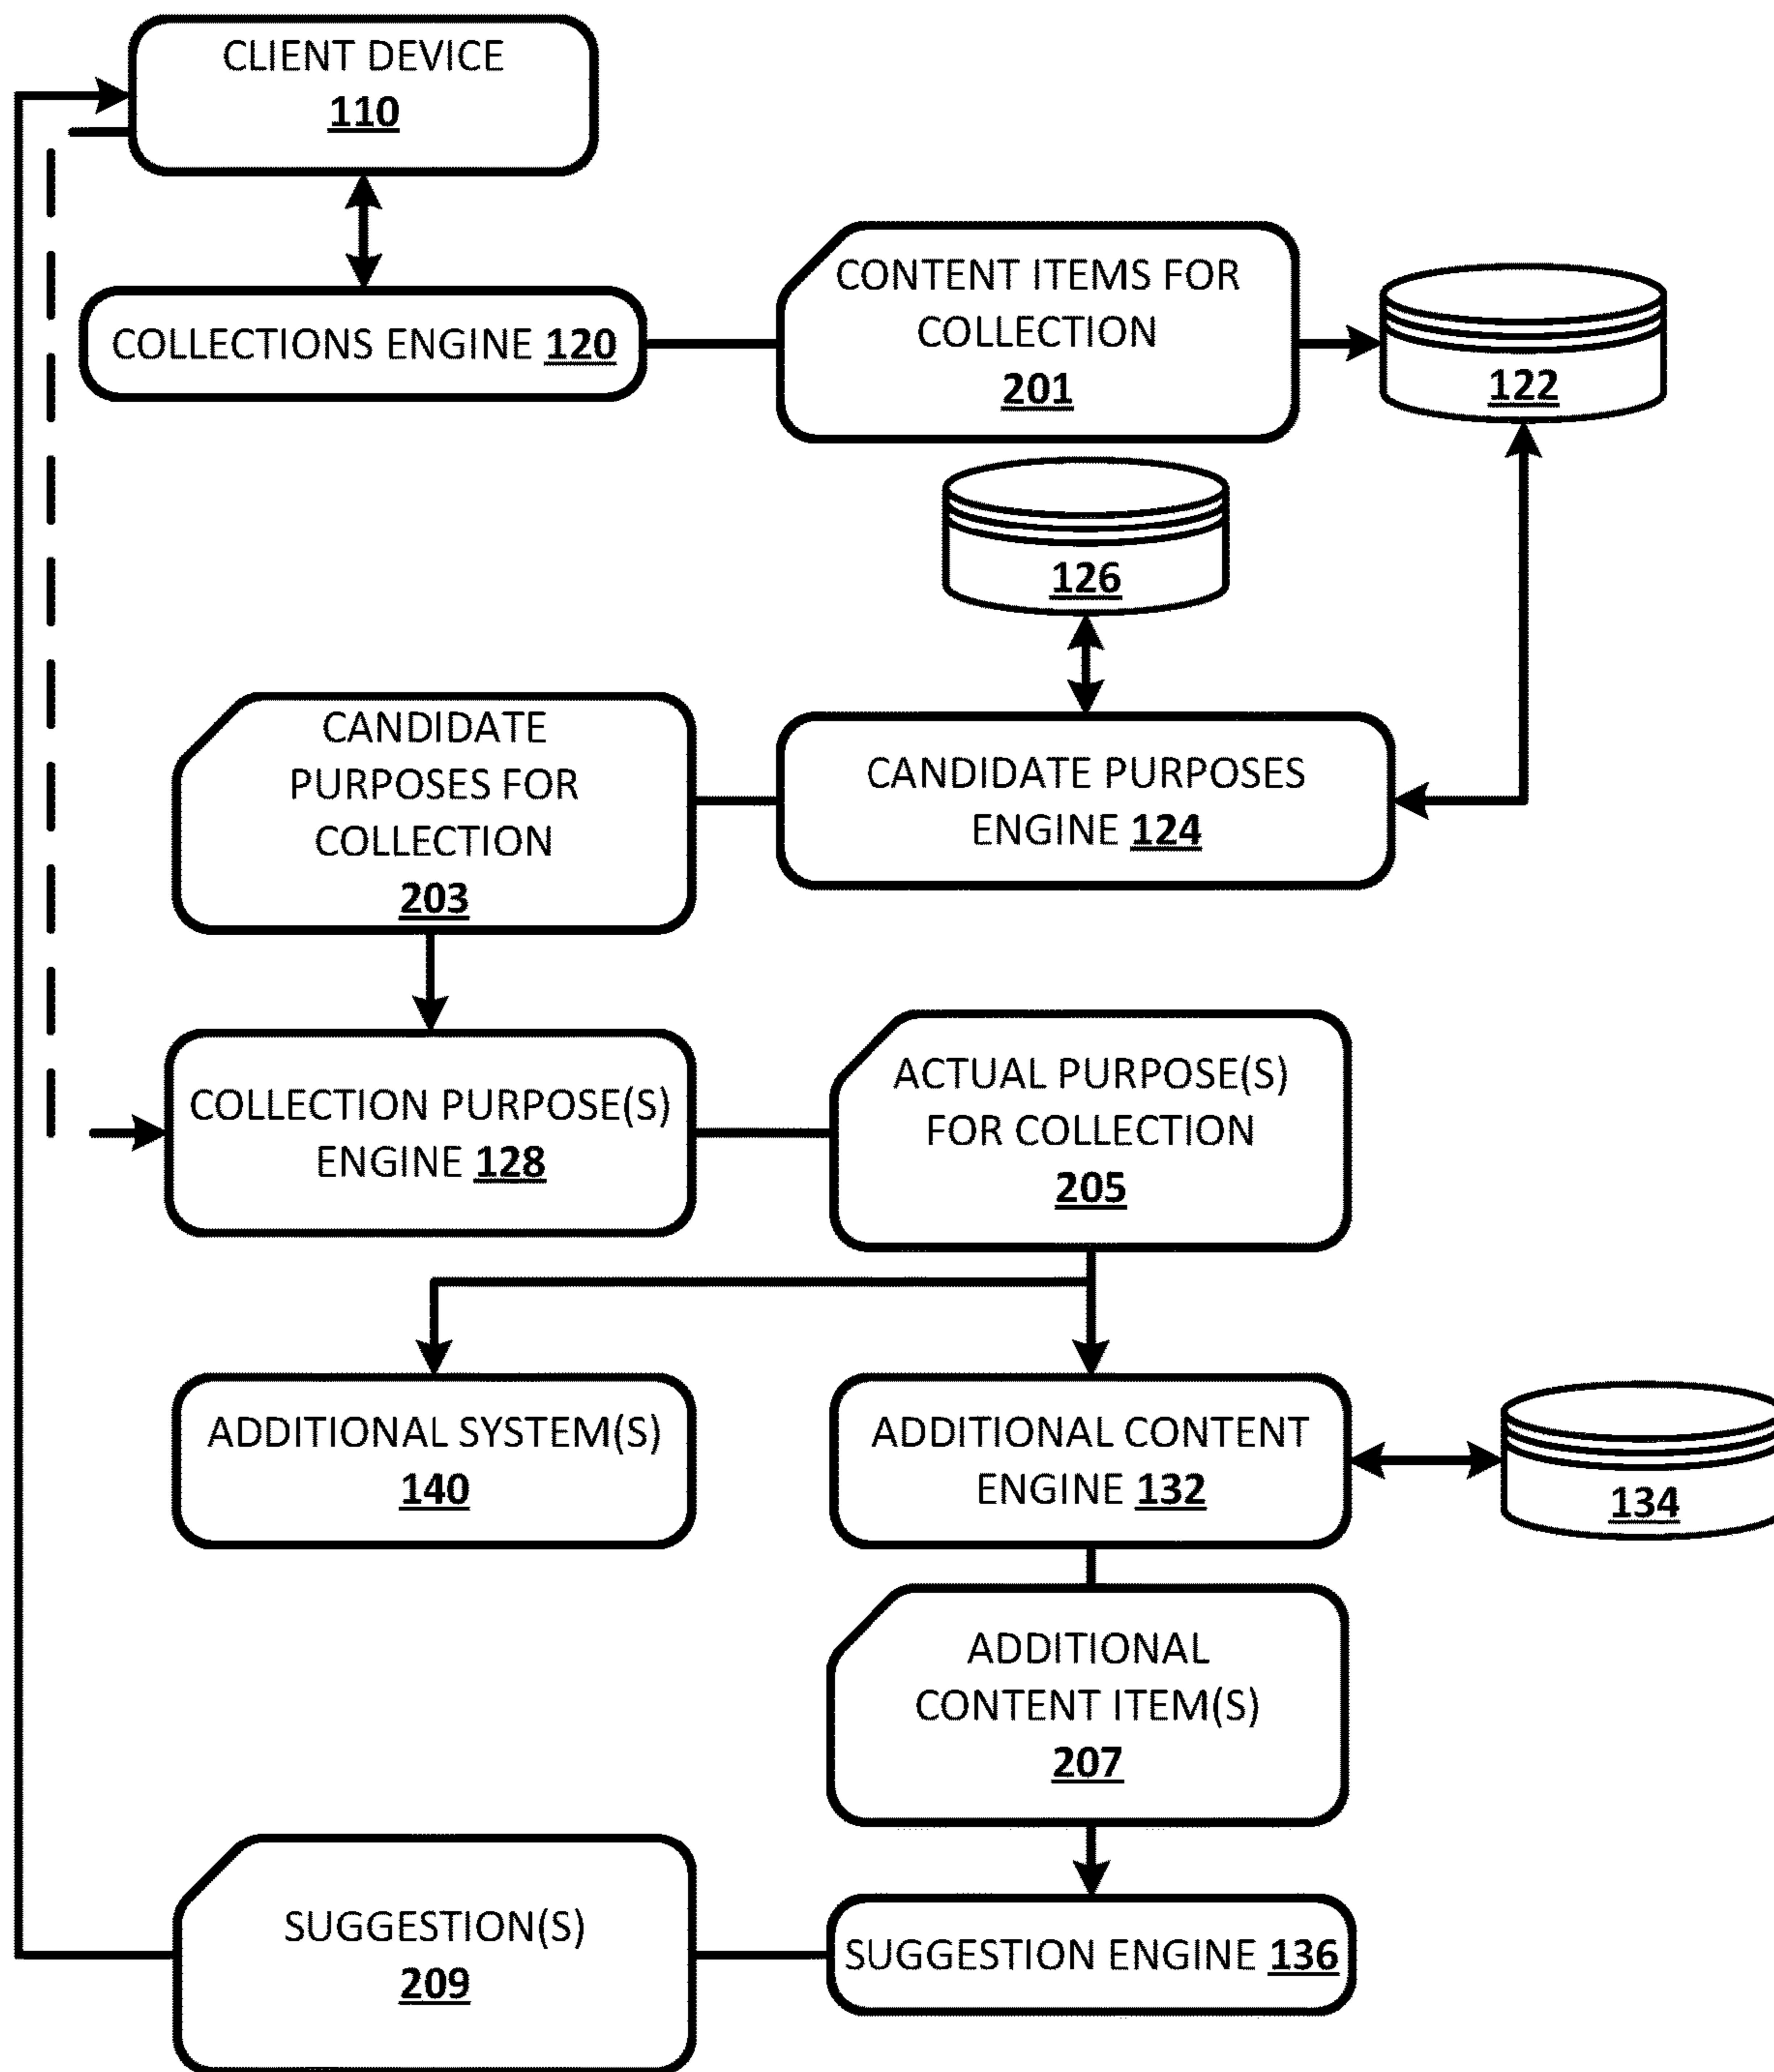 CLIENT DEVICE
110
COLLECTIONS ENGINE 120
CONTENT ITEMS FOR
COLLECTION
201
122
126
CANDIDATE
PURPOSES FOR
COLLECTION
203
CANDIDATE PURPOSES
ENGINE 124
COLLECTION PURPOSE(S)
ENGINE 128
ACTUAL PURPOSE(S)
FOR COLLECTION
205
ADDITIONAL SYSTEM(S)
140
ADDITIONAL CONTENT
ENGINE 132
134
ADDITIONAL
CONTENT ITEM(S)
207
SUGGESTION(S)
209
SUGGESTION ENGINE 136